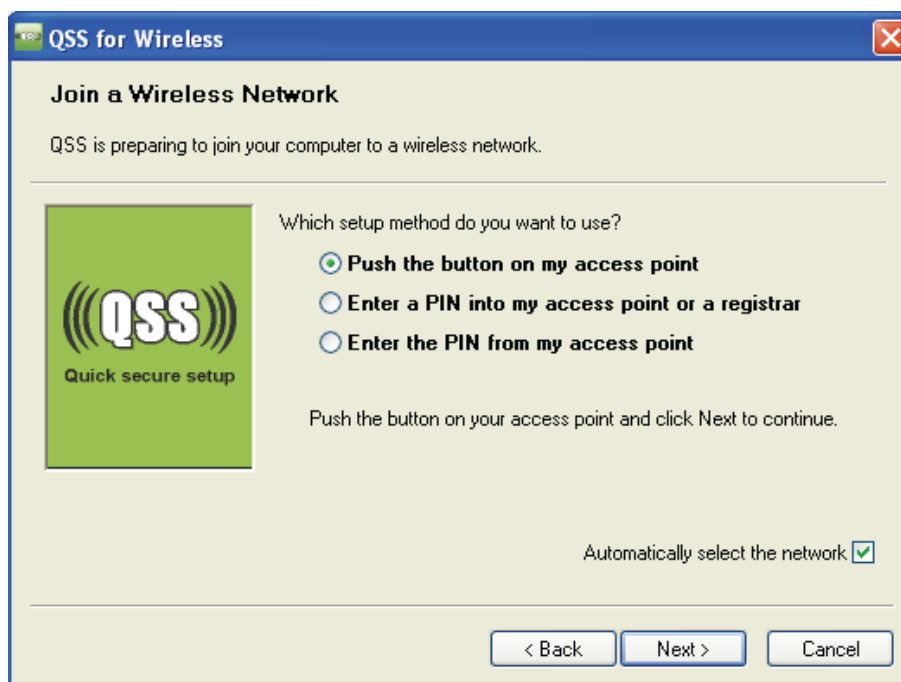 QSS for Wireless
Join a Wireless Network
QSS is preparing to join your computer to a wireless network.
Which setup method do you want to use?
Push the button on my access point
Enter a PIN into my access point or a registrar
Enter the PIN from my access point
(((QSS)))
Quick secure setup
Push the button on your access point and click Next to continue.
Automatically select the network
< Back
Next >
Cancel